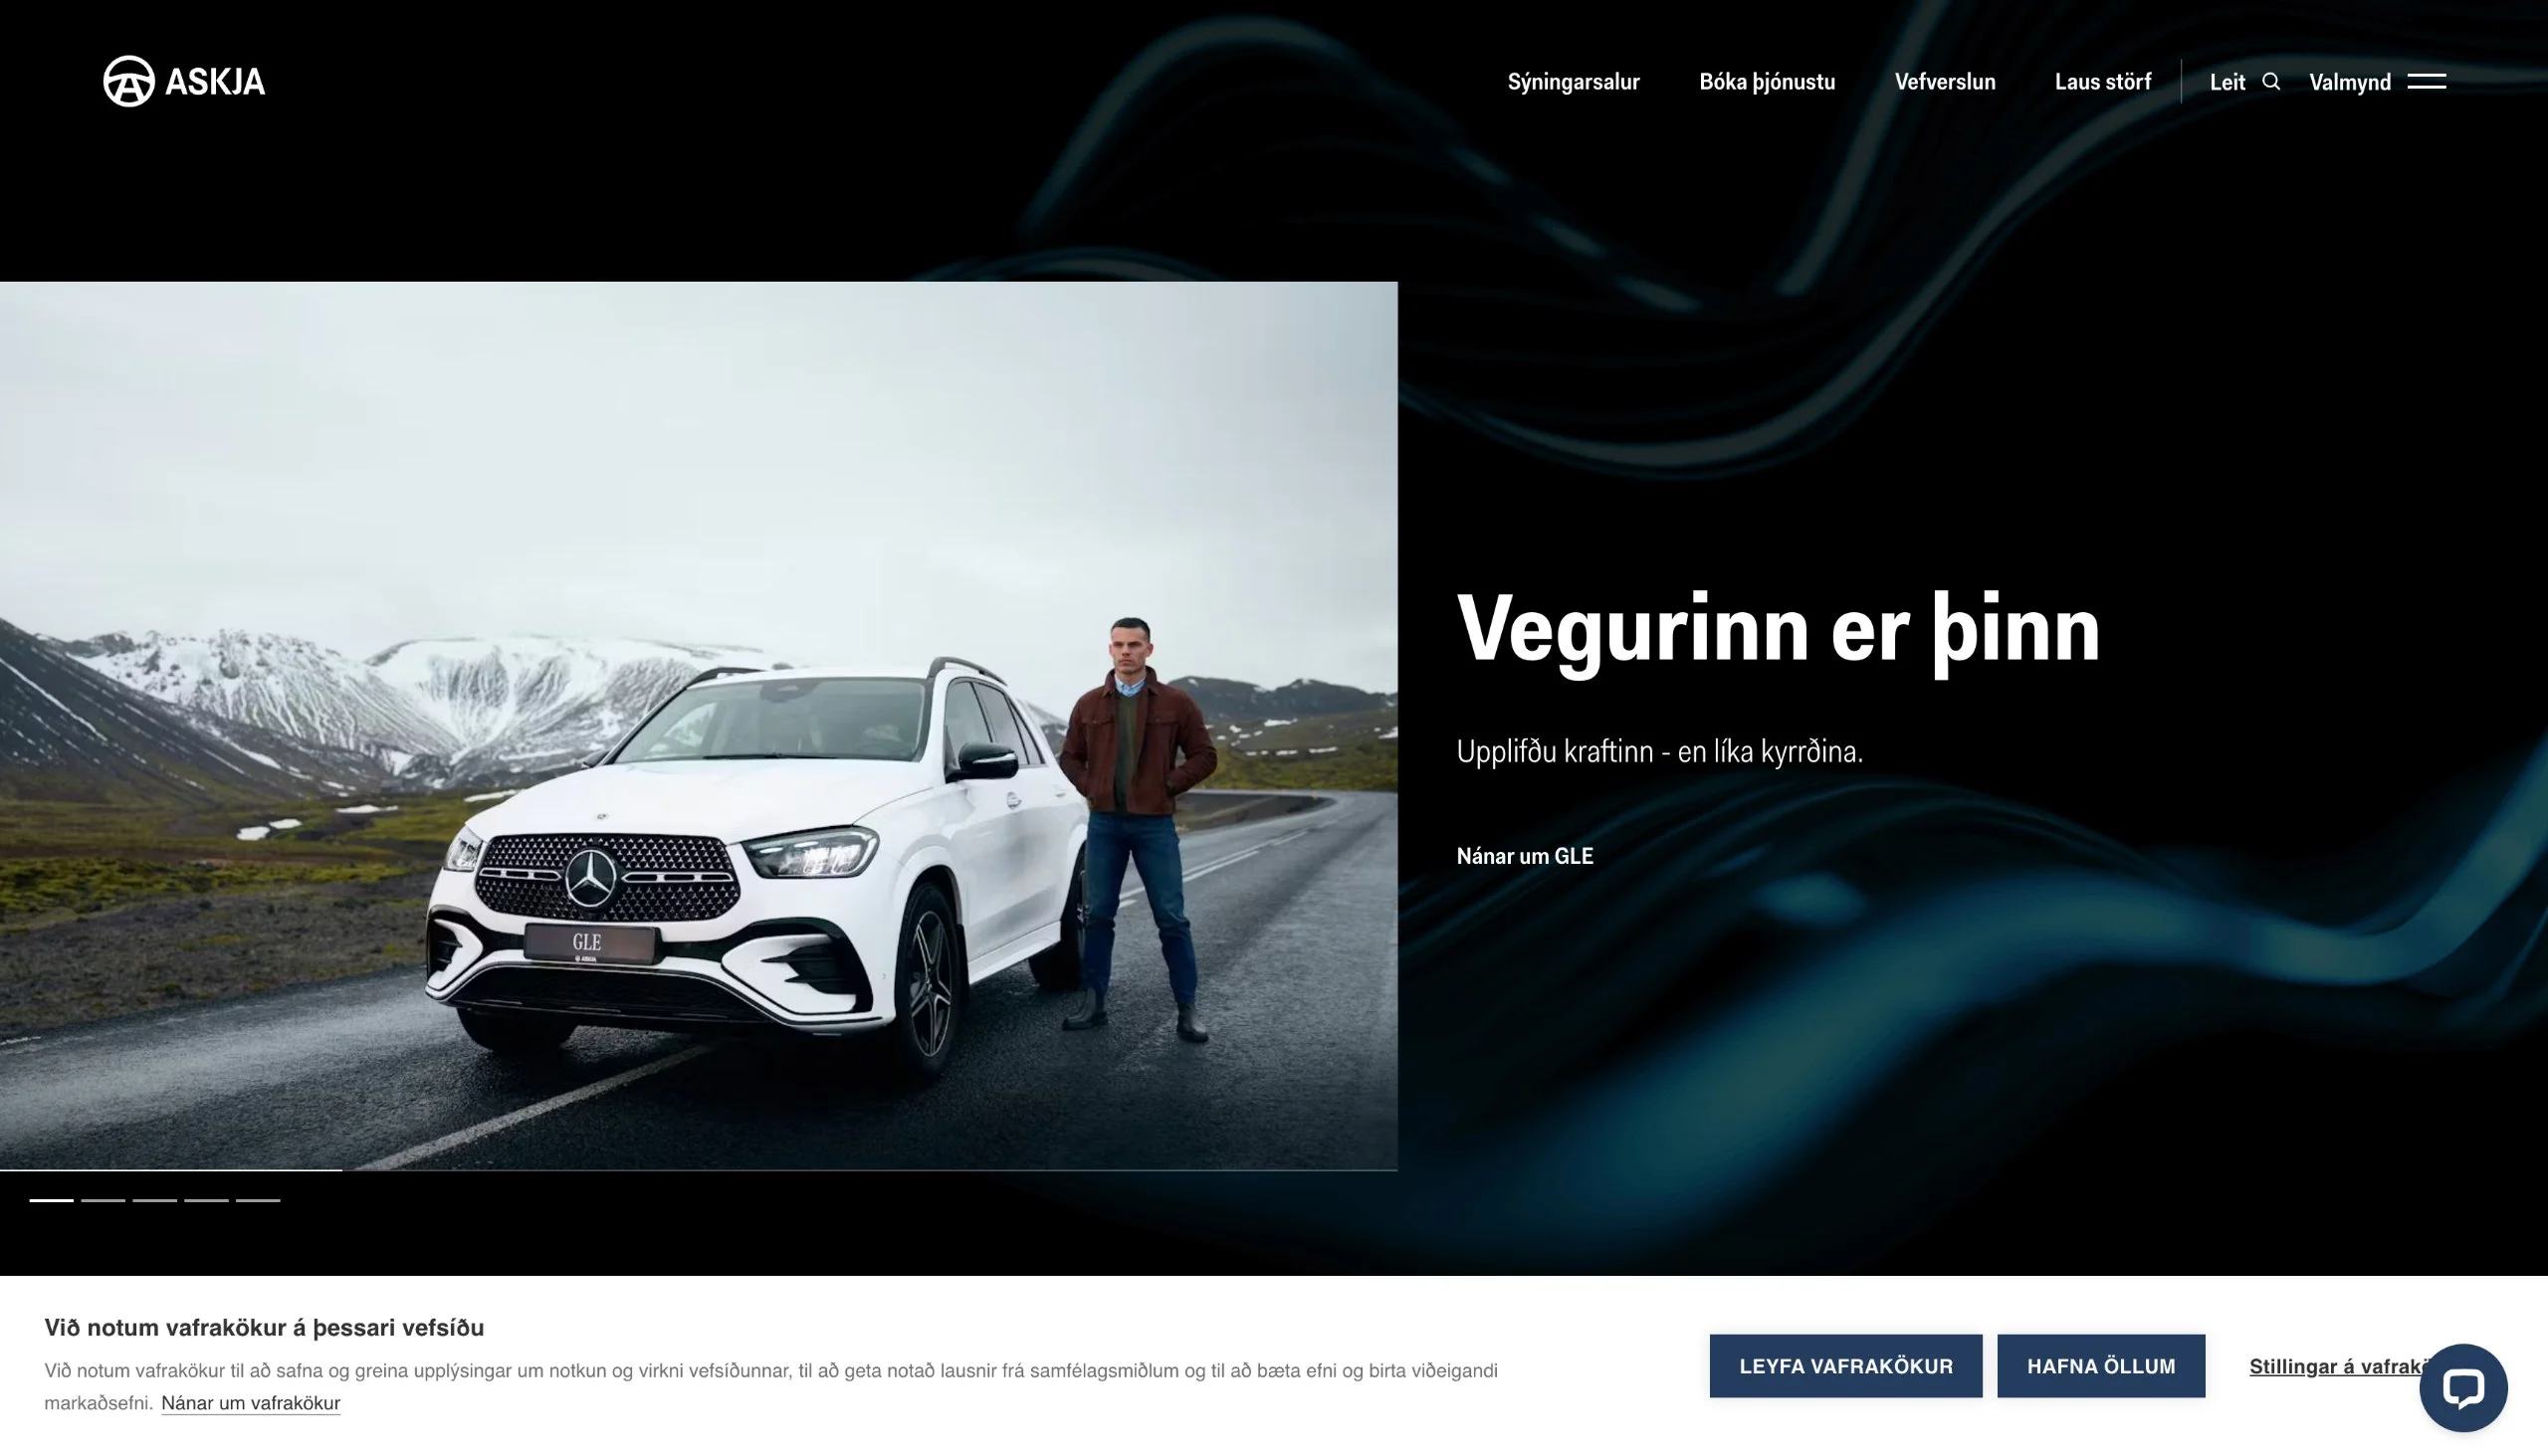 ASKJA
Sýningarsalur
Bóka þjónustu
Vefverslun
Laus störf
Leit
Valmynd
Vegurinn er þinn
Upplifðu kraftinn - en líka kyrrðina.
Nánar um GLE
GLE
ASKJA
Við notum vafrakökur á þessari vefsíðu
Við notum vafrakökur til að safna og greina upplýsingar um notkun og virkni vefsíðunnar, til að geta notað lausnir frá samfélagsmiðlum og til að bæta efni og birta viðeigandi
markaðsefni. Nánar um vafrakökur
LEYFA VAFRAKÖKUR
HAFNA ÖLLUM
Stillingar á vafrakö